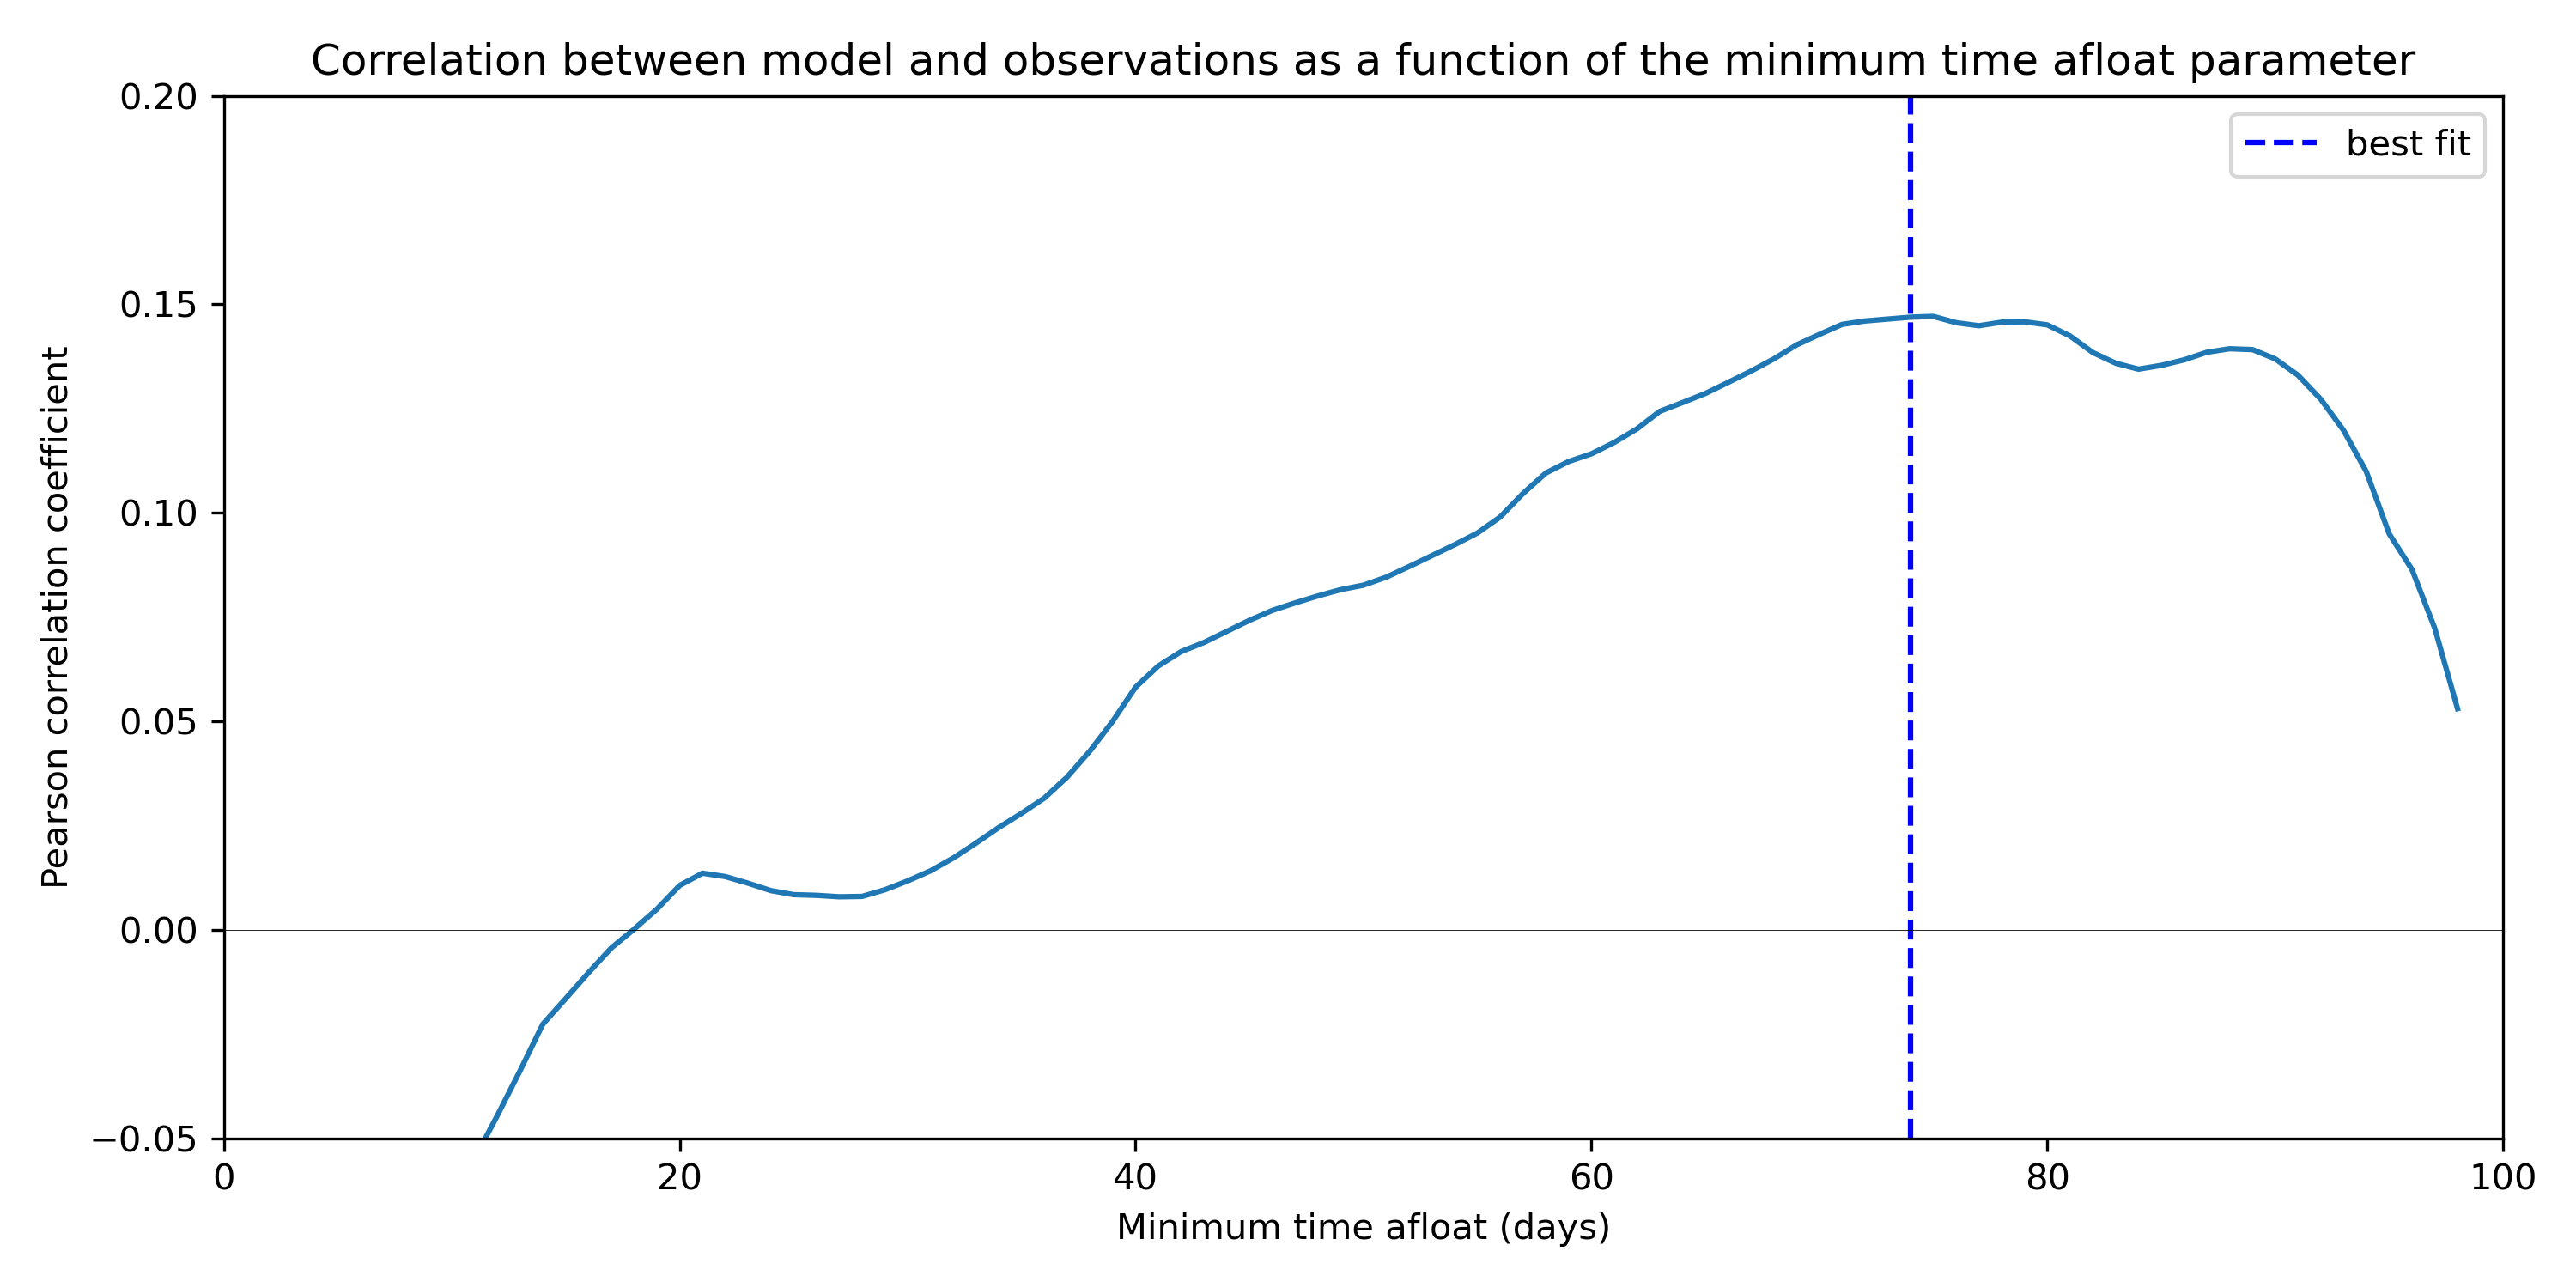 Correlation between model and observations as a function of the minimum time afloat parameter
best fit
Pearson correlation coefficient
0.20
0.15
0.10
0.05
0.00
−0.05
0 20 40 60 80 100
Minimum time afloat (days)